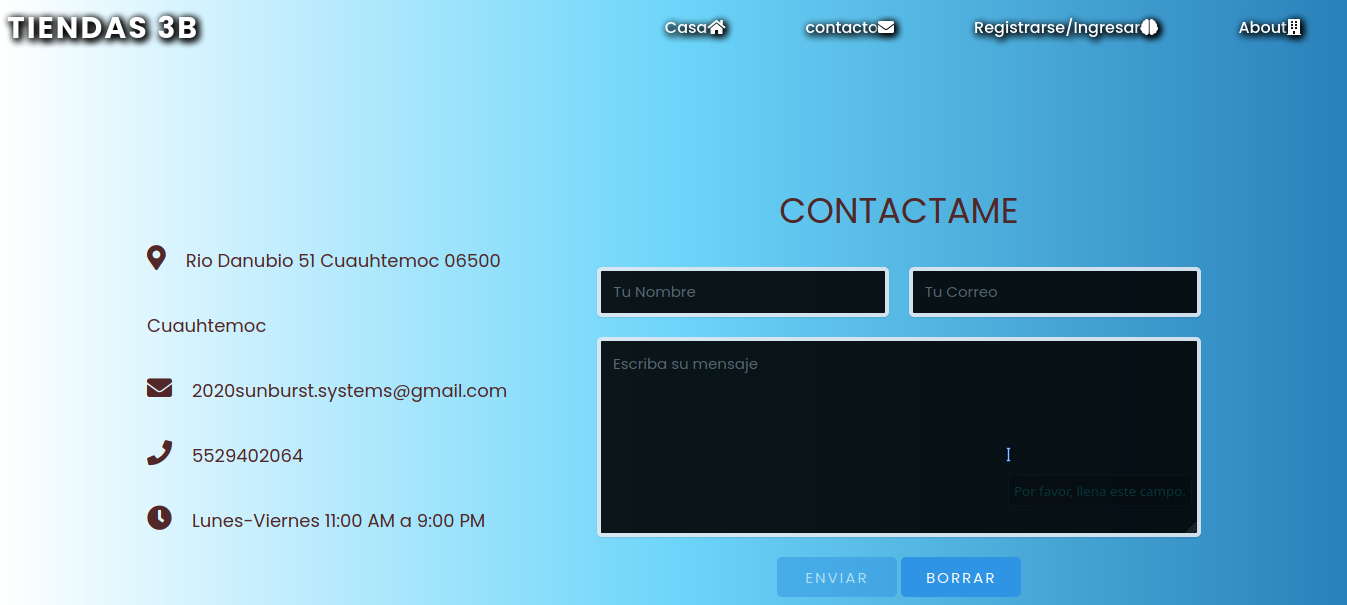 TIENDAS 3B
Casa
contacto
Registrarse/Ingresar
About
CONTACTAME
Rio Danubio 51 Cuauhtemoc 06500
Cuauhtemoc
2020sunburst.systems@gmail.com
5529402064
Lunes-Viernes 11:00 AM a 9:00 PM
Tu Nombre
Tu Correo
Escriba su mensaje
Por favor, llena este campo.
ENVIAR
BORRAR